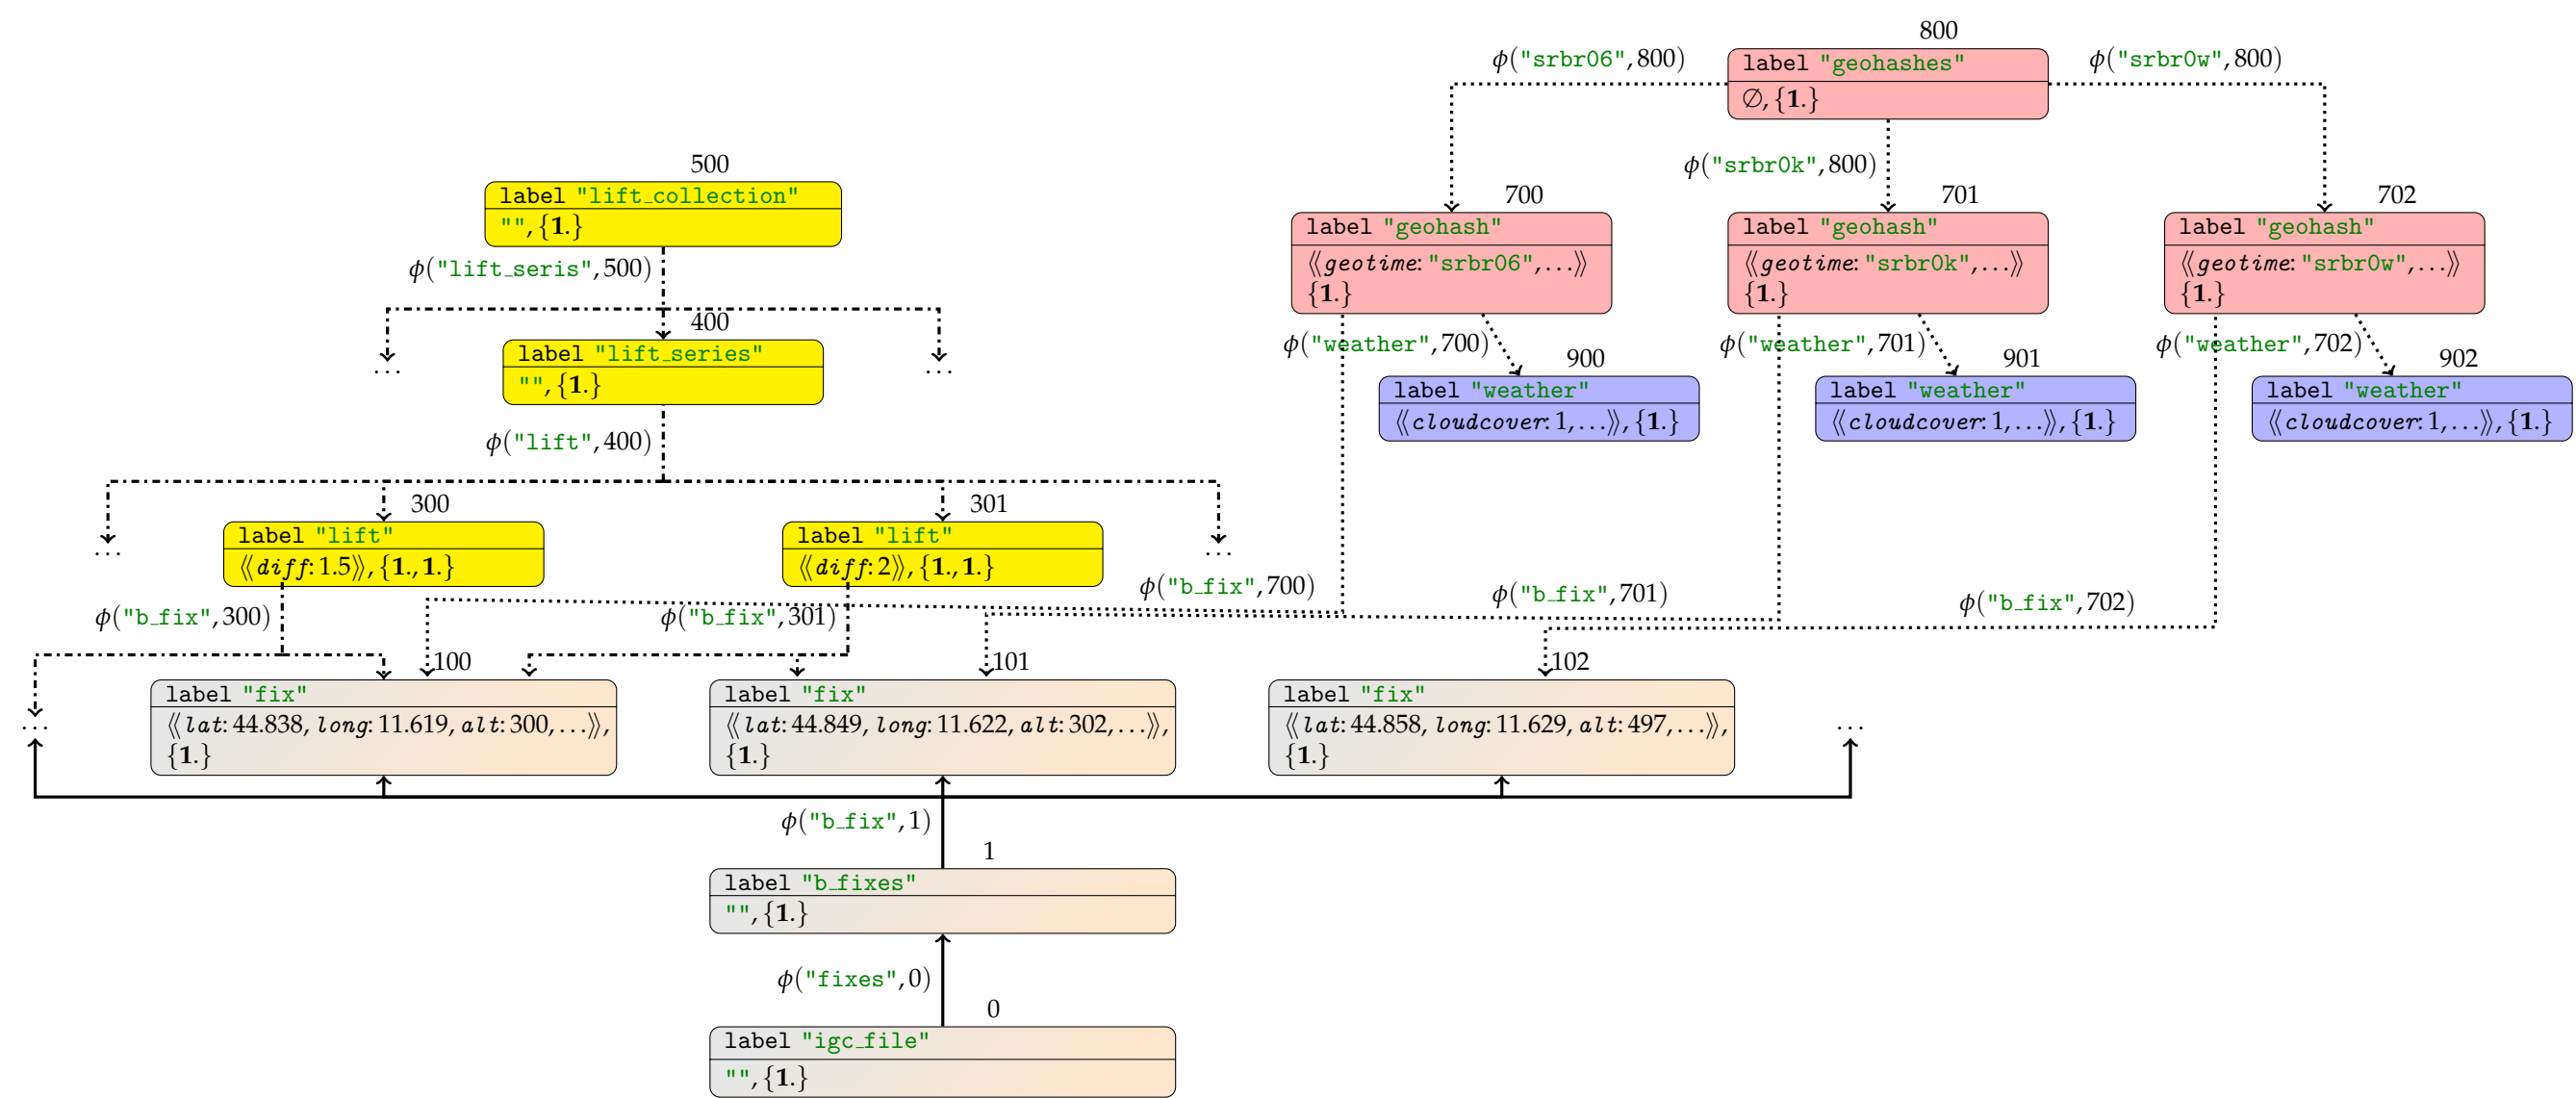 800
ϕ("srbr06", 800)
label "geohashes"
∅, {1.}
ϕ("srbr0w", 800)
ϕ("srbr0k", 800)
500
label "lift_collection"
"", {1.}
ϕ("lift_seris", 500)
400
label "lift_series"
"", {1.}
...
...
ϕ("lift", 400)
700
label "geohash"
⟪geotime: "srbr06", ...⟫
{1.}
701
label "geohash"
⟪geotime: "srbr0k", ...⟫
{1.}
702
label "geohash"
⟪geotime: "srbr0w", ...⟫
{1.}
ϕ("weather", 700)
900
label "weather"
⟪cloudcover: 1, ...⟫, {1.}
ϕ("weather", 701)
901
label "weather"
⟪cloudcover: 1, ...⟫, {1.}
ϕ("weather", 702)
902
label "weather"
⟪cloudcover: 1, ...⟫, {1.}
...
300
label "lift"
⟪diff: 1.5⟫, {1., 1.}
301
label "lift"
⟪diff: 2⟫, {1., 1.}
...
ϕ("b_fix", 300)
ϕ("b_fix", 301)
ϕ("b_fix", 700)
ϕ("b_fix", 701)
ϕ("b_fix", 702)
...
100
label "fix"
⟪lat: 44.838, long: 11.619, alt: 300, ...⟫,
{1.}
101
label "fix"
⟪lat: 44.849, long: 11.622, alt: 302, ...⟫,
{1.}
102
label "fix"
⟪lat: 44.858, long: 11.629, alt: 497, ...⟫,
{1.}
...
ϕ("b_fix", 1)
1
label "b_fixes"
"", {1.}
ϕ("fixes", 0)
0
label "igc_file"
"", {1.}